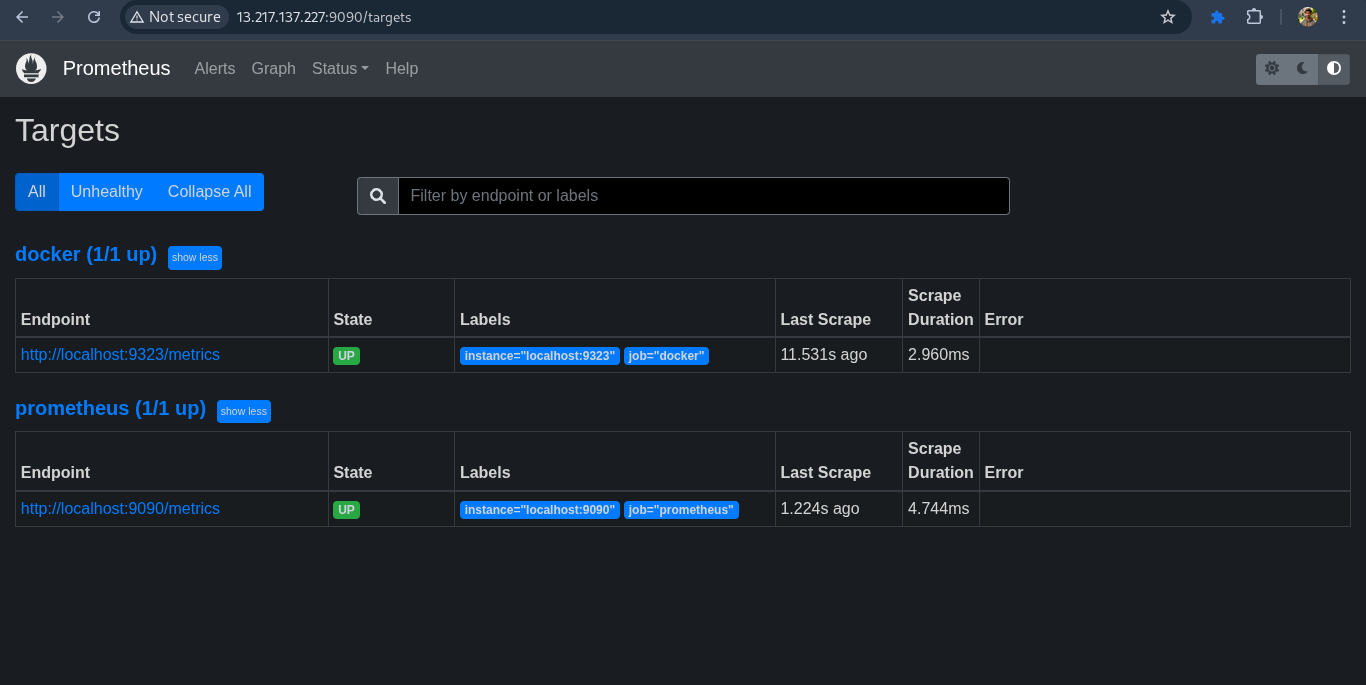 Not secure 13.217.137.227:9090/targets
Prometheus Alerts Graph Status Help
Targets
All Unhealthy Collapse All
Filter by endpoint or labels
docker (1/1 up) show less
Endpoint State Labels Last Scrape Scrape Duration Error
http://localhost:9323/metrics UP instance="localhost:9323" job="docker" 11.531s ago 2.960ms
prometheus (1/1 up) show less
Endpoint State Labels Last Scrape Scrape Duration Error
http://localhost:9090/metrics UP instance="localhost:9090" job="prometheus" 1.224s ago 4.744ms